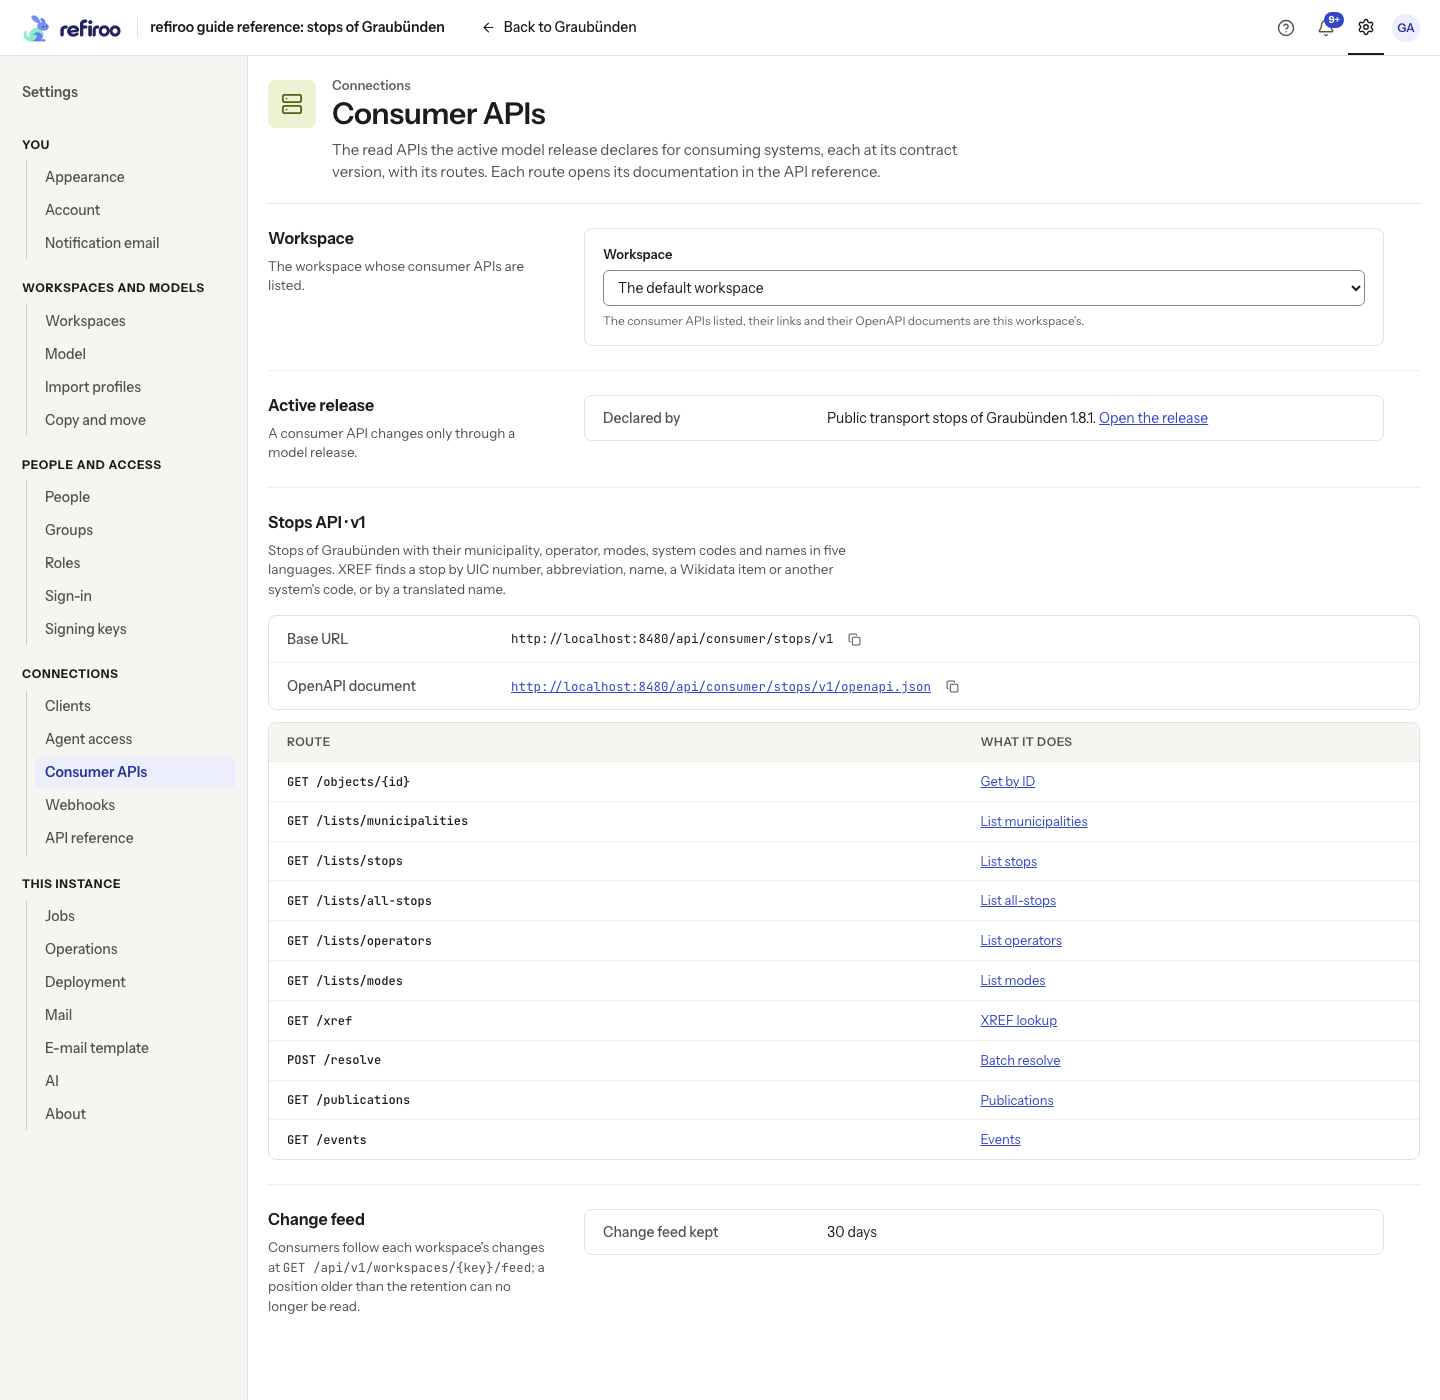 refiroo
refiroo guide reference: stops of Graubünden
Back to Graubünden
9+
GA
Settings
YOU
Appearance
Account
Notification email
WORKSPACES AND MODELS
Workspaces
Model
Import profiles
Copy and move
PEOPLE AND ACCESS
People
Groups
Roles
Sign-in
Signing keys
CONNECTIONS
Clients
Agent access
Consumer APIs
Webhooks
API reference
THIS INSTANCE
Jobs
Operations
Deployment
Mail
E-mail template
AI
About
Connections
Consumer APIs
The read APIs the active model release declares for consuming systems, each at its contract
version, with its routes. Each route opens its documentation in the API reference.
Workspace
The workspace whose consumer APIs are
listed.
Workspace
The default workspace
The consumer APIs listed, their links and their OpenAPI documents are this workspace's.
Active release
A consumer API changes only through a
model release.
Declared by
Public transport stops of Graubünden 1.8.1. Open the release
Stops API · v1
Stops of Graubünden with their municipality, operator, modes, system codes and names in five
languages. XREF finds a stop by UIC number, abbreviation, name, a Wikidata item or another
system's code, or by a translated name.
Base URL
http://localhost:8480/api/consumer/stops/v1
OpenAPI document
http://localhost:8480/api/consumer/stops/v1/openapi.json
ROUTE
WHAT IT DOES
GET /objects/{id}
Get by ID
GET /lists/municipalities
List municipalities
GET /lists/stops
List stops
GET /lists/all-stops
List all-stops
GET /lists/operators
List operators
GET /lists/modes
List modes
GET /xref
XREF lookup
POST /resolve
Batch resolve
GET /publications
Publications
GET /events
Events
Change feed
Consumers follow each workspace's changes
at GET /api/v1/workspaces/{key}/feed; a
position older than the retention can no
longer be read.
Change feed kept
30 days